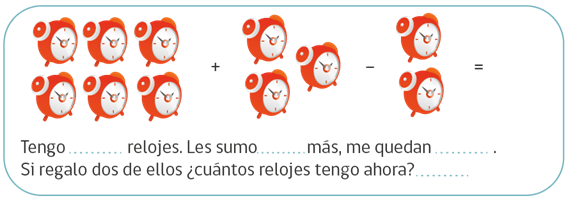 + − =
Tengo ......... relojes. Les sumo ......... más, me quedan .......... .
Si regalo dos de ellos ¿cuántos relojes tengo ahora? .........